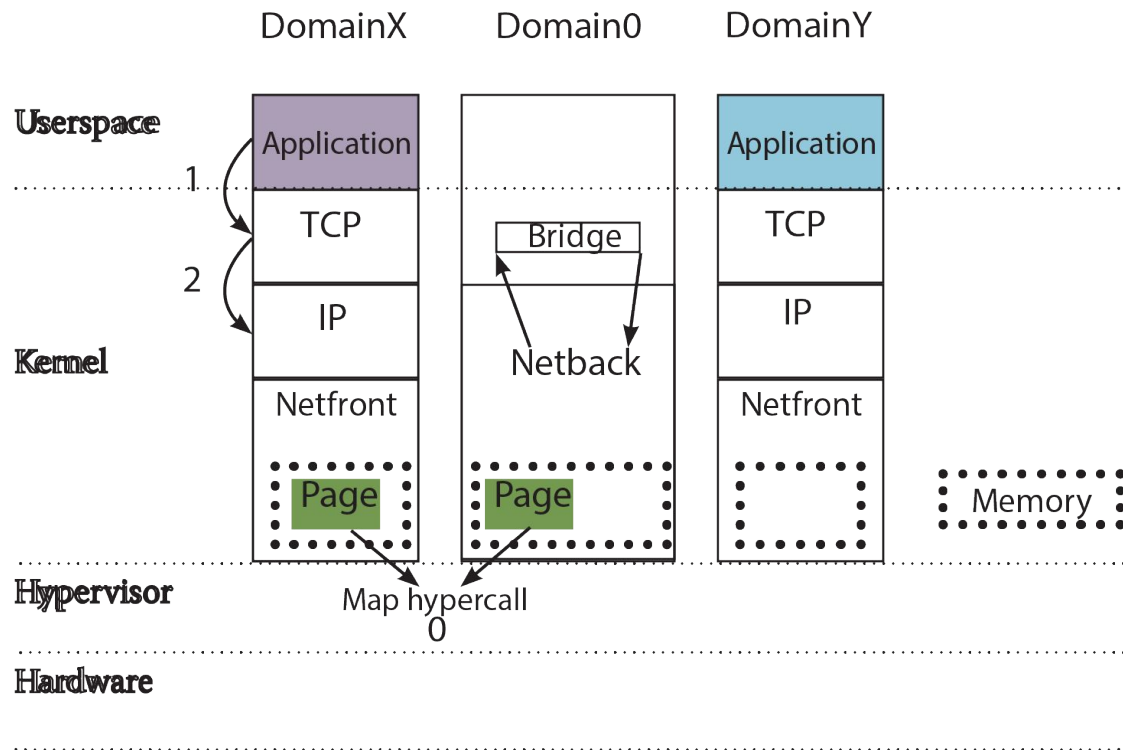 DomainX Domain0 DomainY
Userspace
Application
Application
1
TCP
Bridge
TCP
2
IP
IP
Kernel
Netback
Netfront
Netfront
Page
Page
Memory
Hypervisor
Map hypercall
0
Hardware